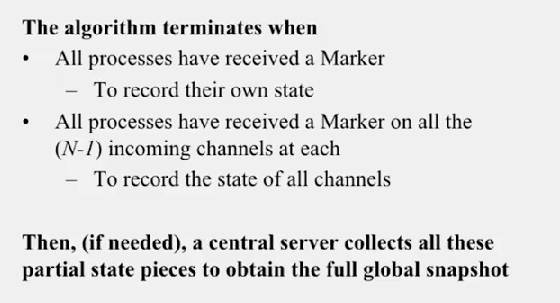 The algorithm terminates when
• All processes have received a Marker
– To record their own state
• All processes have received a Marker on all the
(N-1) incoming channels at each
– To record the state of all channels
Then, (if needed), a central server collects all these
partial state pieces to obtain the full global snapshot